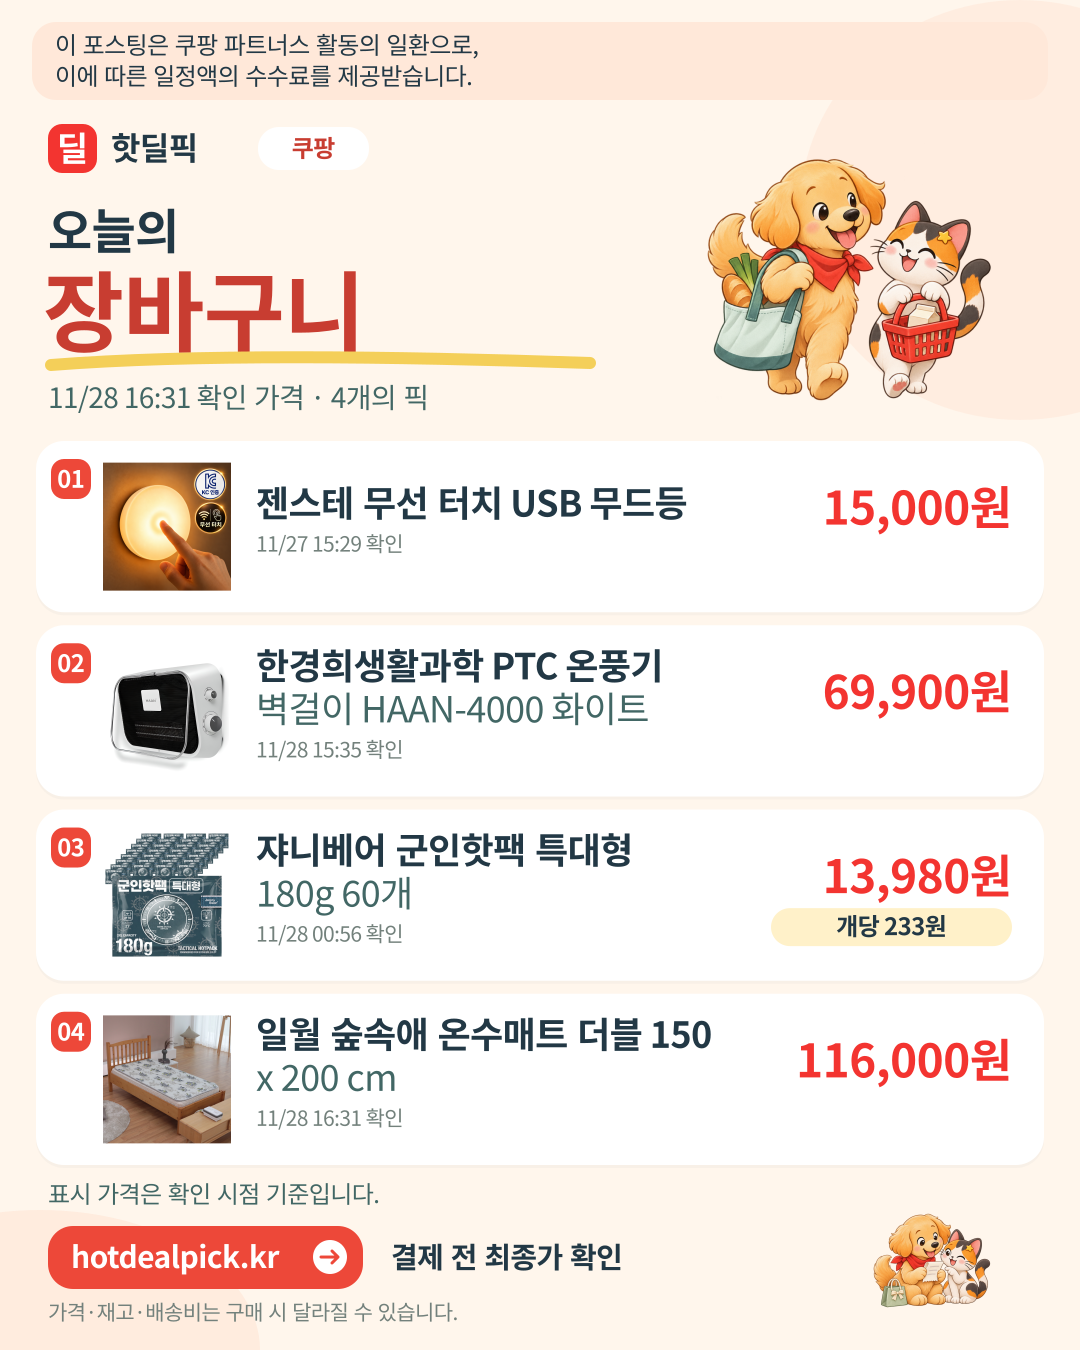 이 포스팅은 쿠팡 파트너스 활동의 일환으로,
이에 따른 일정액의 수수료를 제공받습니다.
딜 핫딜픽 쿠팡
오늘의
장바구니
11/28 16:31 확인 가격 · 4개의 픽
01
KC 인증
무선 터치
젠스테 무선 터치 USB 무드등
11/27 15:29 확인
15,000원
02
한경희생활과학 PTC 온풍기
벽걸이 HAAN-4000 화이트
11/28 15:35 확인
69,900원
03
군인핫팩 특대형
180g
TACTICAL HOTPACK
쟈니베어 군인핫팩 특대형
180g 60개
11/28 00:56 확인
13,980원
개당 233원
04
일월 숲속애 온수매트 더블 150
x 200 cm
11/28 16:31 확인
116,000원
표시 가격은 확인 시점 기준입니다.
hotdealpick.kr 결제 전 최종가 확인
가격·재고·배송비는 구매 시 달라질 수 있습니다.